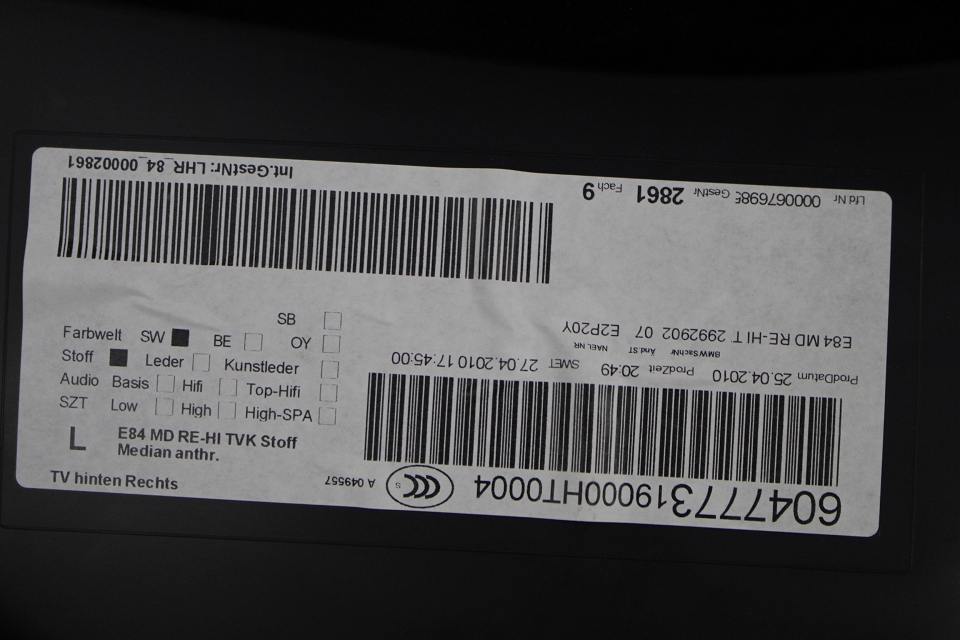 Int.GestNr: LHR_84_00002861
Lfd Nr 000067698 GestNr 2861 Fach 9
SB
Farbwelt SW BE OY
Stoff Leder Kunstleder
Audio Basis Hifi Top-Hifi
SZT Low High High-SPA
L E84 MD RE-HI TVK Stoff
Median anthr.
TV hinten Rechts
604777319000HT0004
S
A 049557
ProdDatum 25.04.2010 ProdZeit 20:49 SWET 27.04.2010 17:45:00
BMW SachNr Änd.ST NAEL NR
E84 MD RE-HI T 2992902 07 E2P20Y